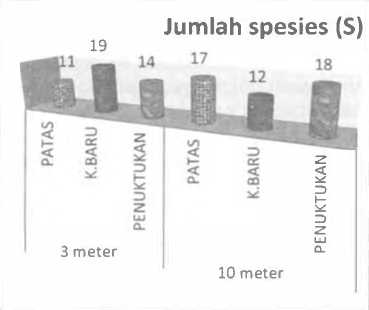 Jumlah spesies (S)
11
19
14
17
12
18
PATAS
K.BARU
PENUKTUKAN
PATAS
K.BARU
PENUKTUKAN
3 meter
10 meter